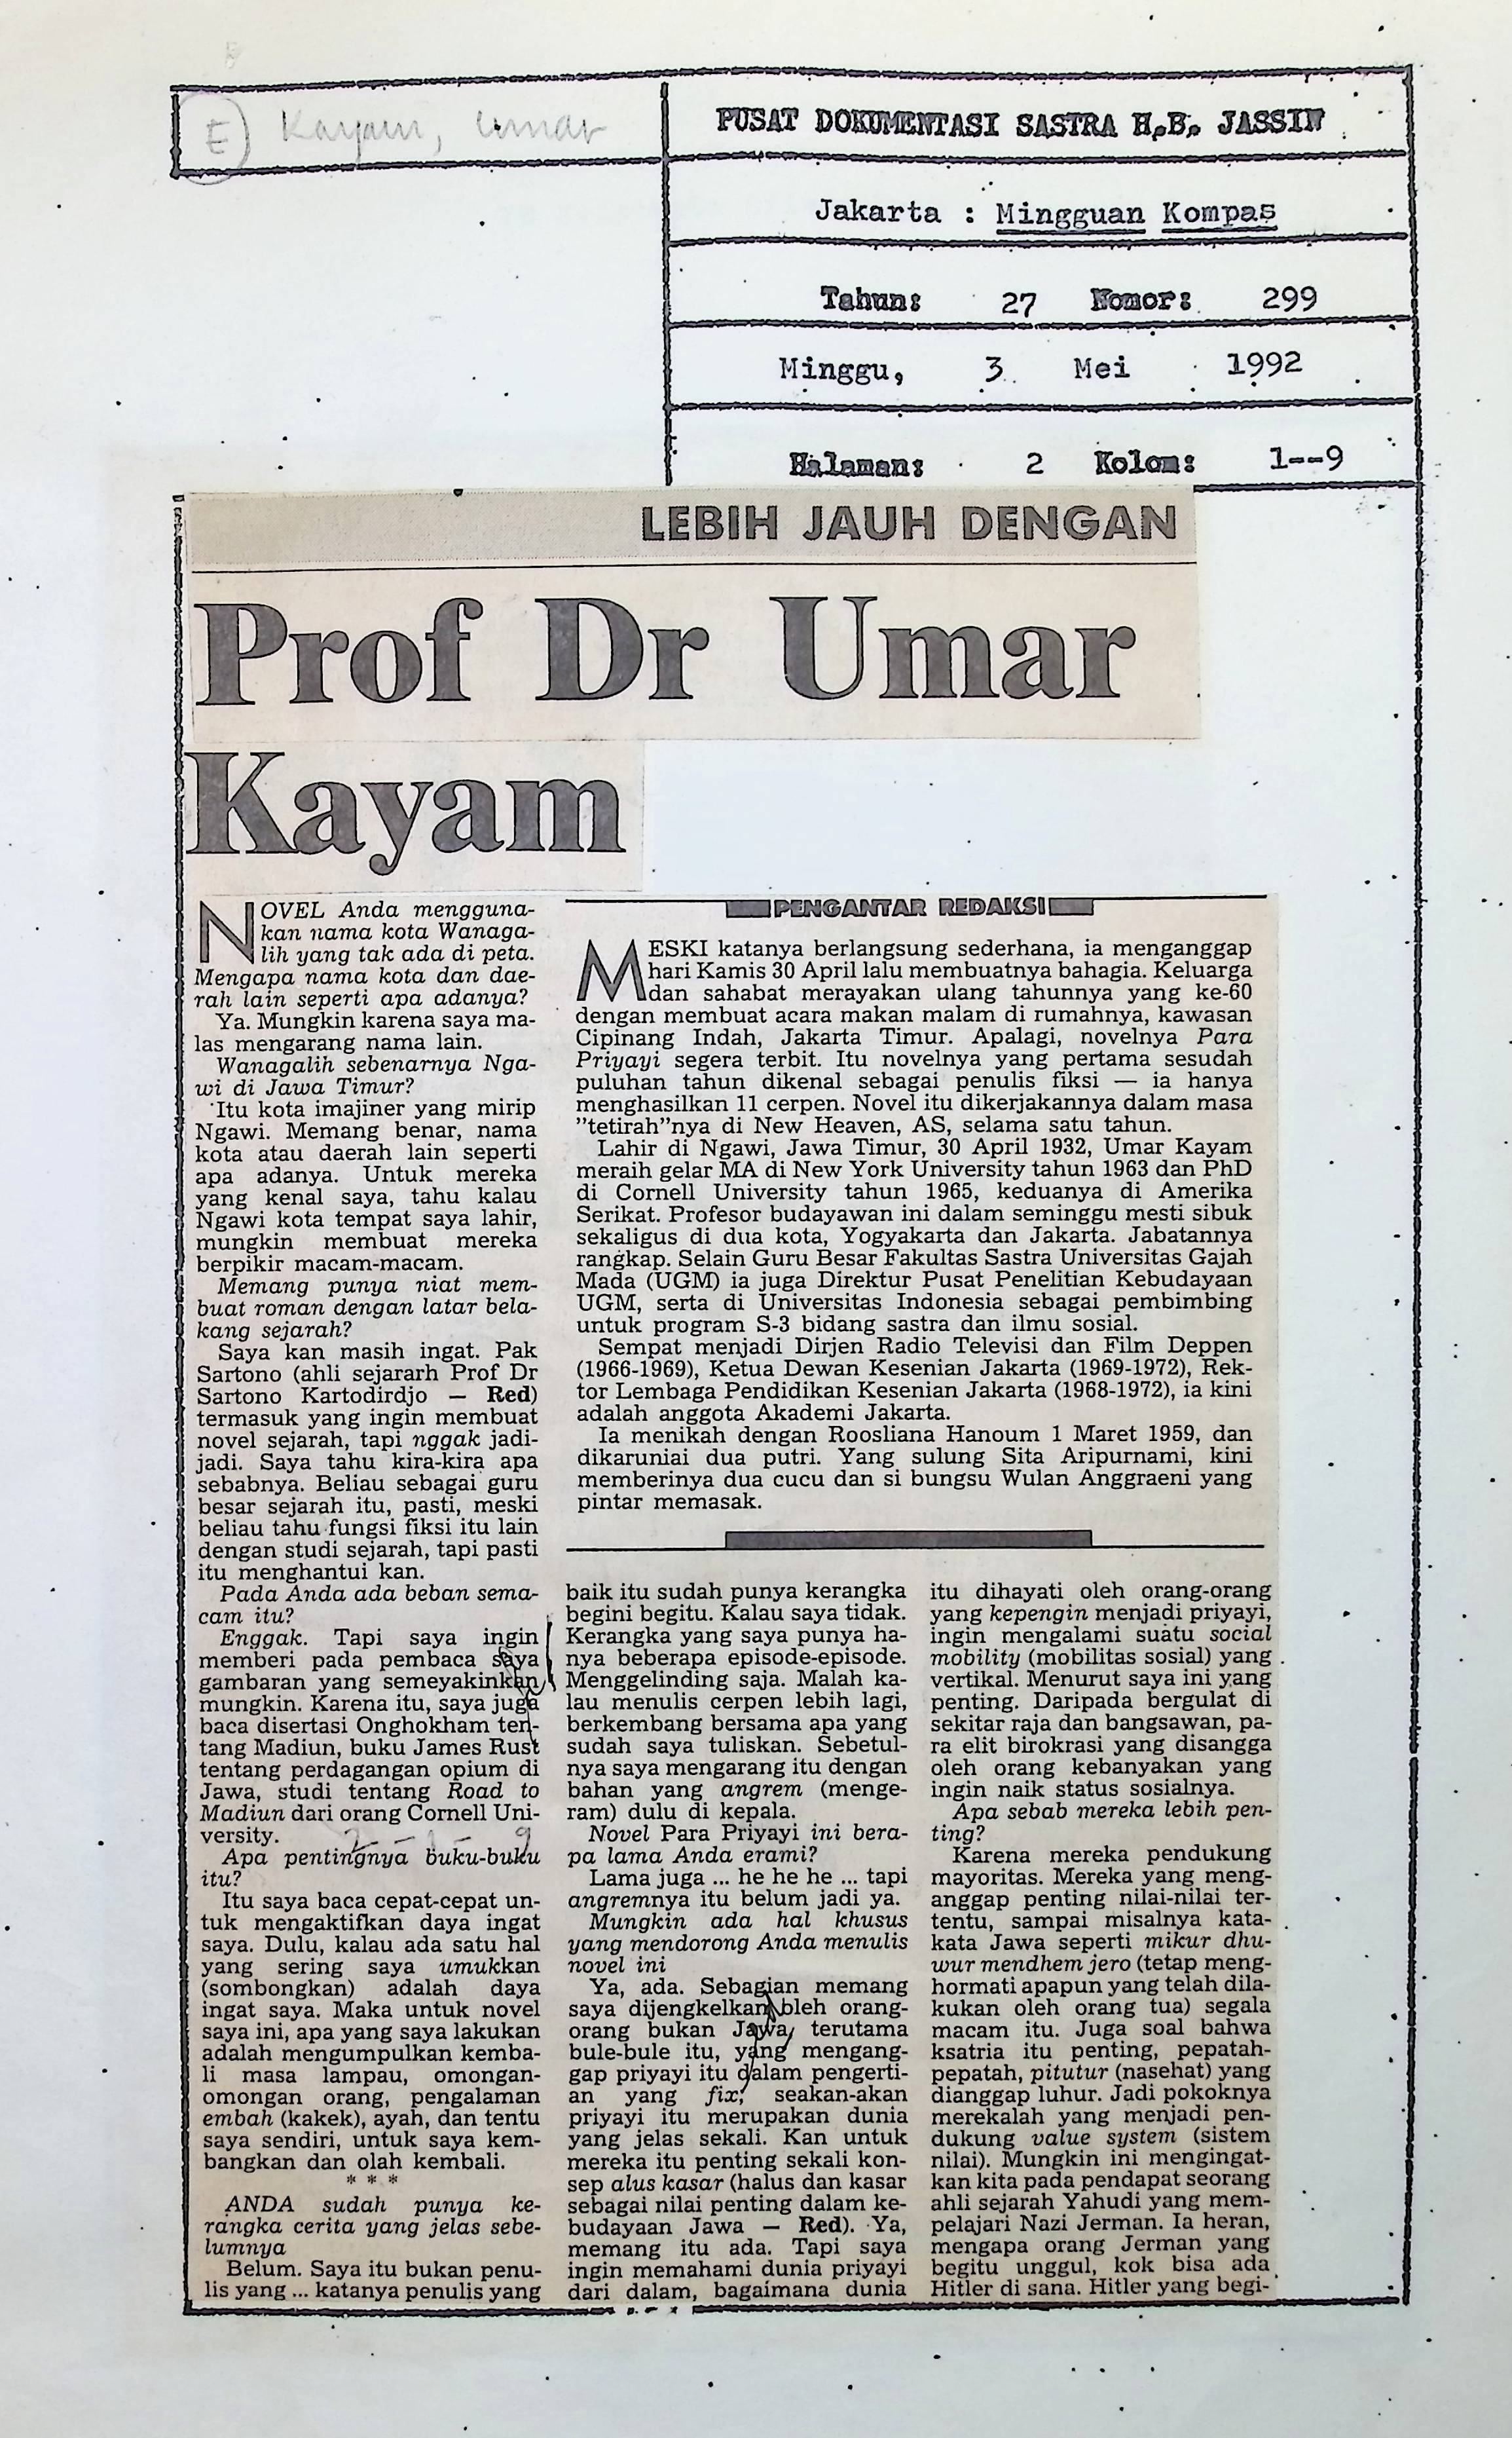 E Kayam, Umar
PUSAT DOKUMENTASI SASTRA H.B. JASSIN
Jakarta : Mingguan Kompas
Tahun: 27 Nomor: 299
Minggu, 3 Mei 1992
Halaman: 2 Kolom: 1--9
LEBIH JAUH DENGAN
Prof Dr Umar
Kayam
NOVEL Anda mengguna-
kan nama kota Wanaga-
lih yang tak ada di peta.
Mengapa nama kota dan dae-
rah lain seperti apa adanya?
Ya. Mungkin karena saya ma-
las mengarang nama lain.
Wanagalih sebenarnya Nga-
wi di Jawa Timur?
Itu kota imajiner yang mirip
Ngawi. Memang benar, nama
kota atau daerah lain seperti
apa adanya. Untuk mereka
yang kenal saya, tahu kalau
Ngawi kota tempat saya lahir,
mungkin membuat mereka
berpikir macam-macam.
Memang punya niat mem-
buat roman dengan latar bela-
kang sejarah?
Saya kan masih ingat. Pak
Sartono (ahli sejararh Prof Dr
Sartono Kartodirdjo — Red)
termasuk yang ingin membuat
novel sejarah, tapi nggak jadi-
jadi. Saya tahu kira-kira apa
sebabnya. Beliau sebagai guru
besar sejarah itu, pasti, meski
beliau tahu fungsi fiksi itu lain
dengan studi sejarah, tapi pasti
itu menghantui kan.
Pada Anda ada beban sema-
cam itu?
Enggak. Tapi saya ingin
memberi pada pembaca saya
gambaran yang semeyakinkan
mungkin. Karena itu, saya juga
baca disertasi Onghokham ten-
tang Madiun, buku James Rust
tentang perdagangan opium di
Jawa, studi tentang Road to
Madiun dari orang Cornell Uni-
versity.
2 - 1 - 9
Apa pentingnya buku-buku
itu?
Itu saya baca cepat-cepat un-
tuk mengaktifkan daya ingat
saya. Dulu, kalau ada satu hal
yang sering saya umukkan
(sombongkan) adalah daya
ingat saya. Maka untuk novel
saya ini, apa yang saya lakukan
adalah mengumpulkan kemba-
li masa lampau, omongan-
omongan orang, pengalaman
embah (kakek), ayah, dan tentu
saya sendiri, untuk saya kem-
bangkan dan olah kembali.
* * *
ANDA sudah punya ke-
rangka cerita yang jelas sebe-
lumnya
Belum. Saya itu bukan penu-
lis yang ... katanya penulis yang
PENGANTAR REDAKSI
MESKI katanya berlangsung sederhana, ia menganggap
hari Kamis 30 April lalu membuatnya bahagia. Keluarga
dan sahabat merayakan ulang tahunnya yang ke-60
dengan membuat acara makan malam di rumahnya, kawasan
Cipinang Indah, Jakarta Timur. Apalagi, novelnya Para
Priyayi segera terbit. Itu novelnya yang pertama sesudah
puluhan tahun dikenal sebagai penulis fiksi — ia hanya
menghasilkan 11 cerpen. Novel itu dikerjakannya dalam masa
"tetirah"nya di New Heaven, AS, selama satu tahun.
Lahir di Ngawi, Jawa Timur, 30 April 1932, Umar Kayam
meraih gelar MA di New York University tahun 1963 dan PhD
di Cornell University tahun 1965, keduanya di Amerika
Serikat. Profesor budayawan ini dalam seminggu mesti sibuk
sekaligus di dua kota, Yogyakarta dan Jakarta. Jabatannya
rangkap. Selain Guru Besar Fakultas Sastra Universitas Gajah
Mada (UGM) ia juga Direktur Pusat Penelitian Kebudayaan
UGM, serta di Universitas Indonesia sebagai pembimbing
untuk program S-3 bidang sastra dan ilmu sosial.
Sempat menjadi Dirjen Radio Televisi dan Film Deppen
(1966-1969), Ketua Dewan Kesenian Jakarta (1969-1972), Rek-
tor Lembaga Pendidikan Kesenian Jakarta (1968-1972), ia kini
adalah anggota Akademi Jakarta.
Ia menikah dengan Roosliana Hanoum 1 Maret 1959, dan
dikaruniai dua putri. Yang sulung Sita Aripurnami, kini
memberinya dua cucu dan si bungsu Wulan Anggraeni yang
pintar memasak.
baik itu sudah punya kerangka
begini begitu. Kalau saya tidak.
Kerangka yang saya punya ha-
nya beberapa episode-episode.
Menggelinding saja. Malah ka-
lau menulis cerpen lebih lagi,
berkembang bersama apa yang
sudah saya tuliskan. Sebetul-
nya saya mengarang itu dengan
bahan yang angrem (menge-
ram) dulu di kepala.
Novel Para Priyayi ini bera-
pa lama Anda erami?
Lama juga ... he he he ... tapi
angremnya itu belum jadi ya.
Mungkin ada hal khusus
yang mendorong Anda menulis
novel ini
Ya, ada. Sebagian memang
saya dijengkelkan oleh orang-
orang bukan Jawa, terutama
bule-bule itu, yang mengang-
gap priyayi itu dalam pengerti-
an yang fix, seakan-akan
priyayi itu merupakan dunia
yang jelas sekali. Kan untuk
mereka itu penting sekali kon-
sep alus kasar (halus dan kasar
sebagai nilai penting dalam ke-
budayaan Jawa — Red). Ya,
memang itu ada. Tapi saya
ingin memahami dunia priyayi
dari dalam, bagaimana dunia
itu dihayati oleh orang-orang
yang kepengin menjadi priyayi,
ingin mengalami suatu social
mobility (mobilitas sosial) yang
vertikal. Menurut saya ini yang
penting. Daripada bergulat di
sekitar raja dan bangsawan, pa-
ra elit birokrasi yang disangga
oleh orang kebanyakan yang
ingin naik status sosialnya.
Apa sebab mereka lebih pen-
ting?
Karena mereka pendukung
mayoritas. Mereka yang meng-
anggap penting nilai-nilai ter-
tentu, sampai misalnya kata-
kata Jawa seperti mikur dhu-
wur mendhem jero (tetap meng-
hormati apapun yang telah dila-
kukan oleh orang tua) segala
macam itu. Juga soal bahwa
ksatria itu penting, pepatah-
pepatah, pitutur (nasehat) yang
dianggap luhur. Jadi pokoknya
merekalah yang menjadi pen-
dukung value system (sistem
nilai). Mungkin ini mengingat-
kan kita pada pendapat seorang
ahli sejarah Yahudi yang mem-
pelajari Nazi Jerman. Ia heran,
mengapa orang Jerman yang
begitu unggul, kok bisa ada
Hitler di sana. Hitler yang begi-